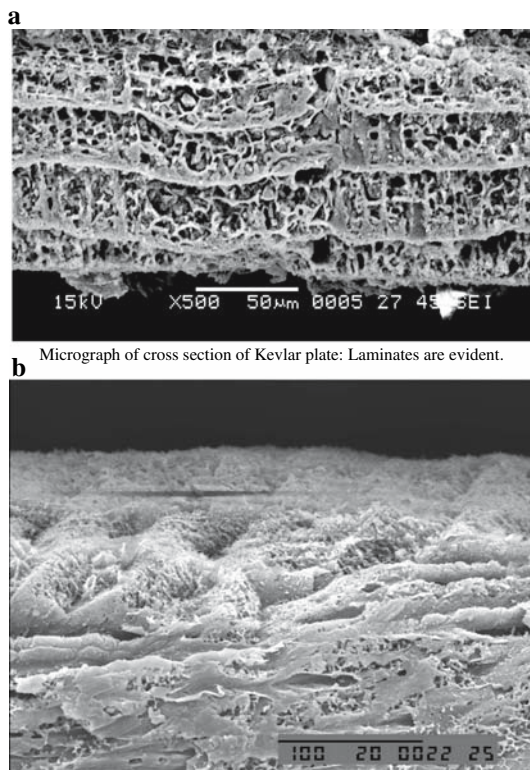 a
15kV X500 50μm 0005 27 45 SEI
Micrograph of cross section of Kevlar plate: Laminates are evident.
b
100 20 0022 25